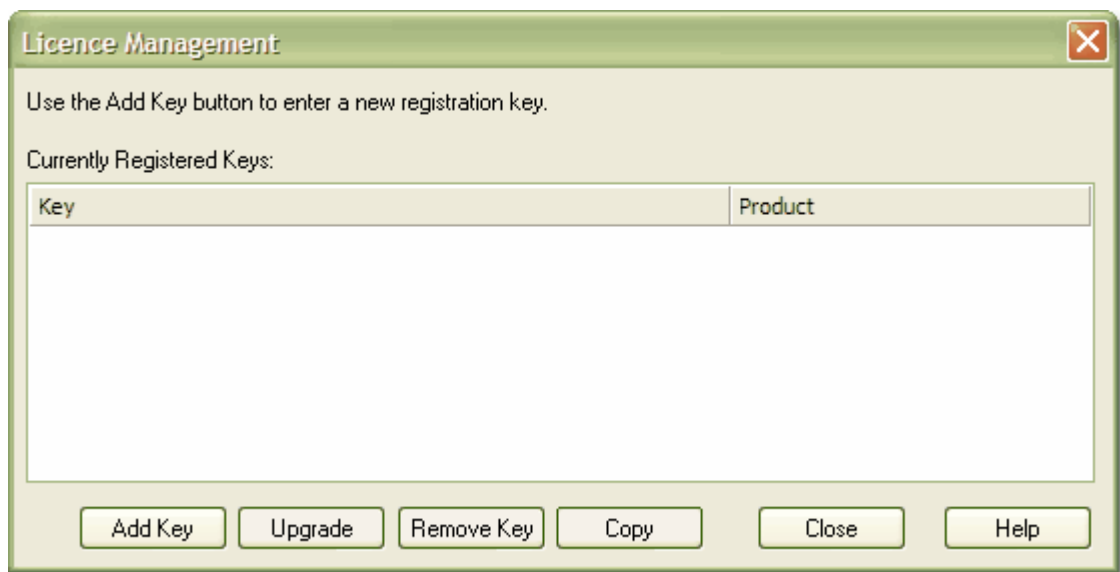 Licence Management
Use the Add Key button to enter a new registration key.
Currently Registered Keys:
Key Product
Add Key Upgrade Remove Key Copy Close Help